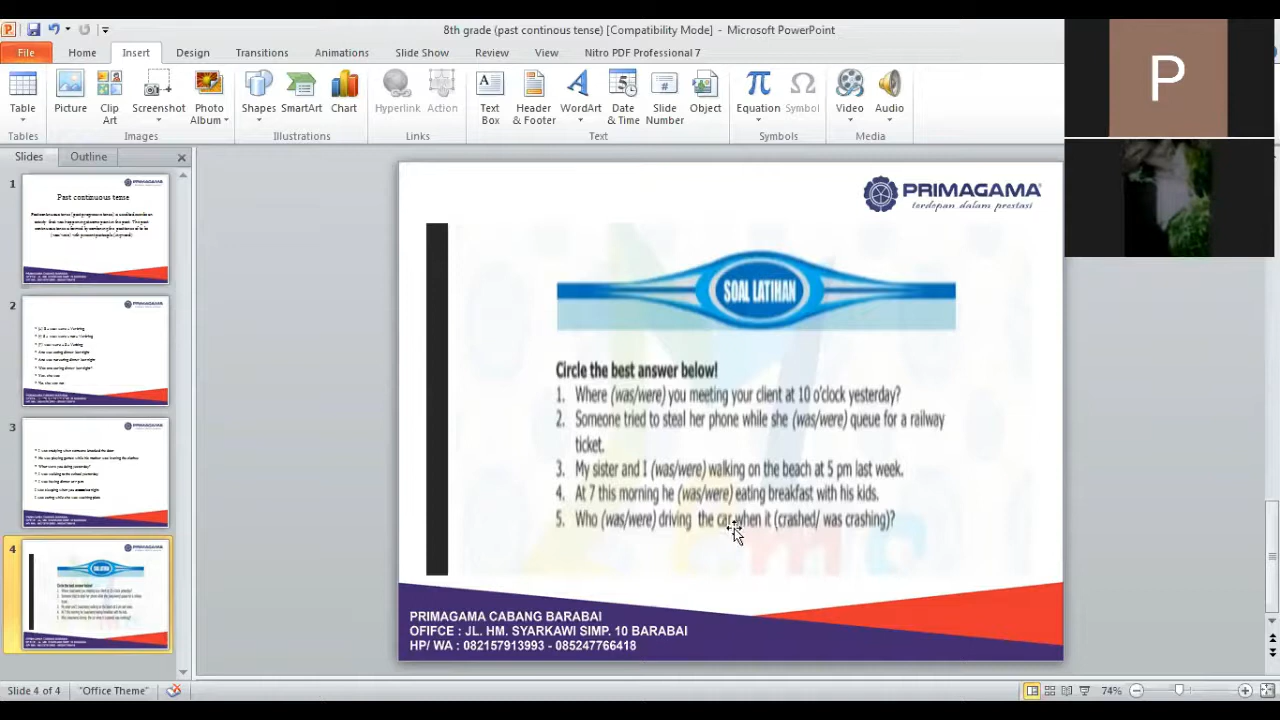 8th grade (past continous tense) [Compatibility Mode] - Microsoft PowerPoint
File Home Insert Design Transitions Animations Slide Show Review View Nitro PDF Professional 7
Table Picture Clip Art Screenshot Photo Album Shapes SmartArt Chart Hyperlink Action Text Box Header & Footer WordArt Date & Time Slide Number Object Equation Symbol Video Audio
Tables Images Illustrations Links Text Symbols Media
P
Slides Outline
1
Past continuous tense
2
3
4
PRIMAGAMA
terdepan dalam prestasi
SOAL LATIHAN
Circle the best answer below!
1. Where (was/were) you meeting your client at 10 o'clock yesterday?
2. Someone tried to steal her phone while she (was/were) queue for a railway
ticket.
3. My sister and I (was/were) walking on the beach at 5 pm last week.
4. At 7 this morning he (was/were) eating breakfast with his kids.
5. Who (was/were) driving the car when it (crashed/ was crashing)?
PRIMAGAMA CABANG BARABAI
OFIFCE : JL. HM. SYARKAWI SIMP. 10 BARABAI
HP/ WA : 082157913993 - 085247766418
Slide 4 of 4 "Office Theme" 74%